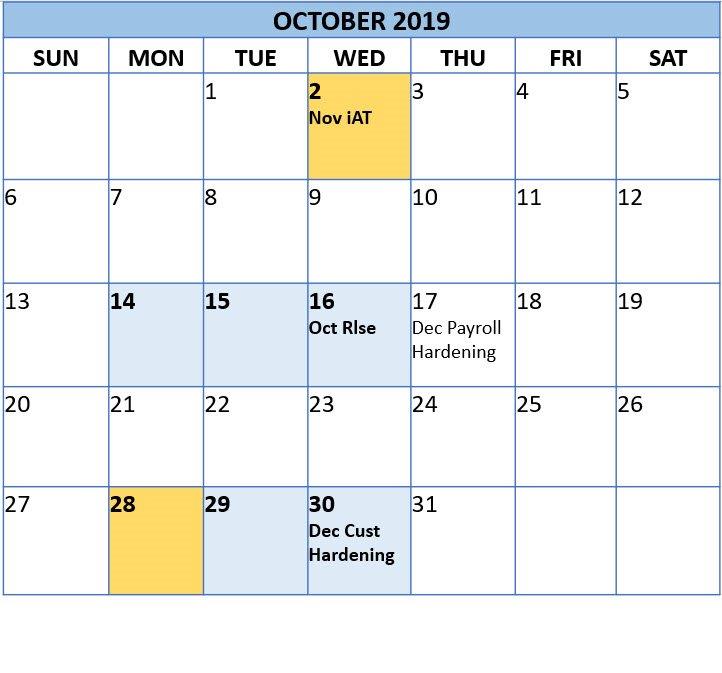 OCTOBER 2019
SUN MON TUE WED THU FRI SAT
1 2 3 4 5
Nov iAT
6 7 8 9 10 11 12
13 14 15 16 17 18 19
Oct Rlse Dec Payroll
Hardening
20 21 22 23 24 25 26
27 28 29 30 31
Dec Cust
Hardening